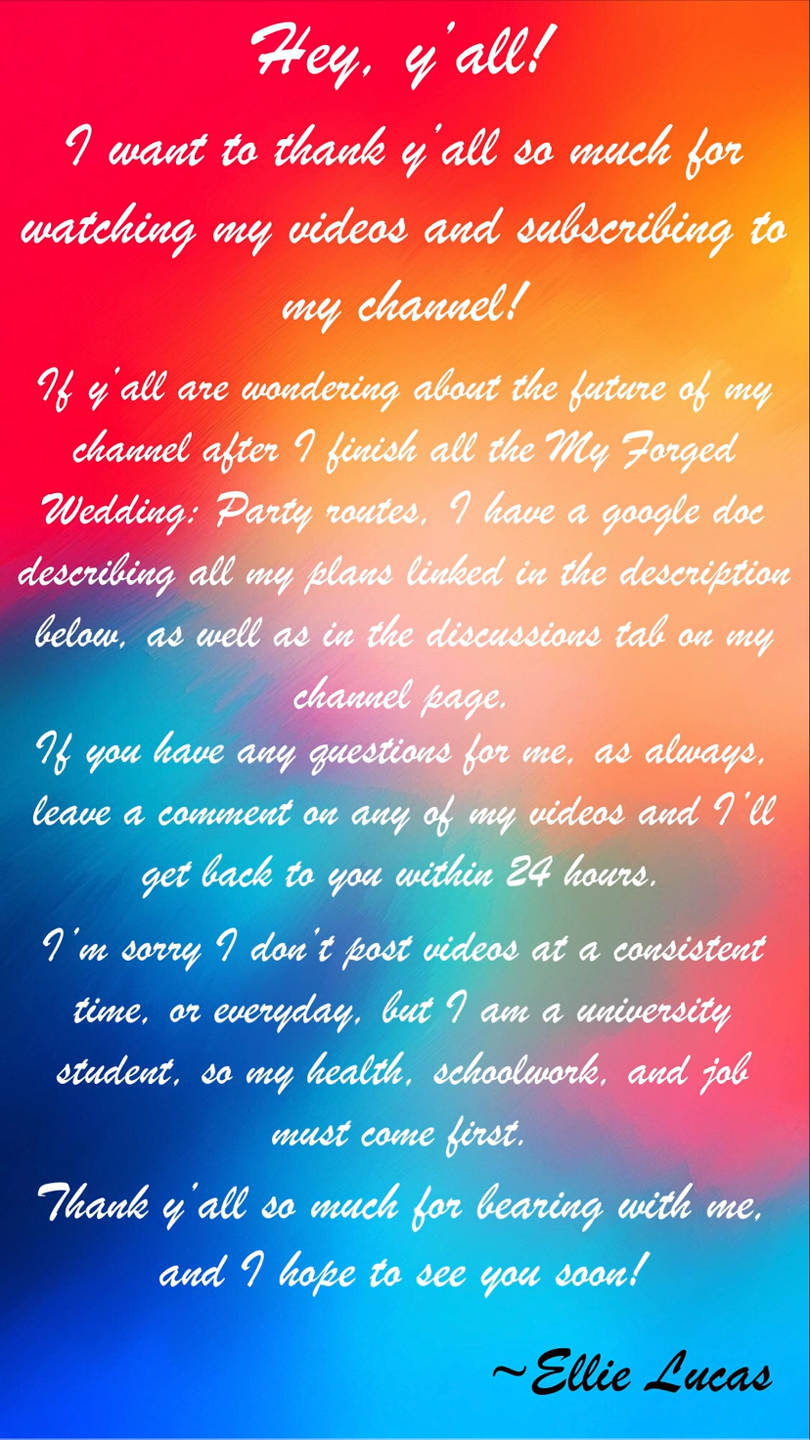 Hey, y'all!
I want to thank y'all so much for
watching my videos and subscribing to
my channel!
If y'all are wondering about the future of my
channel after I finish all the My Forged
Wedding: Party routes, I have a google doc
describing all my plans linked in the description
below, as well as in the discussions tab on my
channel page.
If you have any questions for me, as always,
leave a comment on any of my videos and I'll
get back to you within 24 hours.
I'm sorry I don't post videos at a consistent
time, or everyday, but I am a university
student, so my health, schoolwork, and job
must come first.
Thank y'all so much for bearing with me,
and I hope to see you soon!
~Ellie Lucas